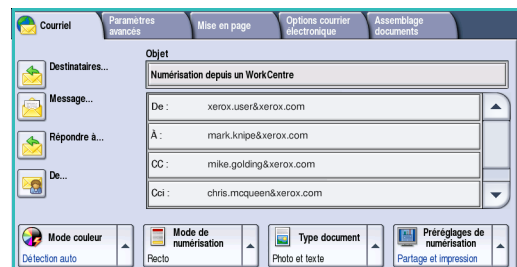 Courriel
Paramètres
avancés
Mise en page
Options courrier
électronique
Assemblage
documents
Objet
Destinataires...
Numérisation depuis un WorkCentre
Message...
De : xerox.user&xerox.com
Répondre à...
À : mark.knipe&xerox.com
CC : mike.golding&xerox.com
De...
Cci : chris.mcqueen&xerox.com
Mode couleur
Détection auto
Mode de
numérisation
Recto
Type document
Photo et texte
Préréglages de
numérisation
Partage et impression